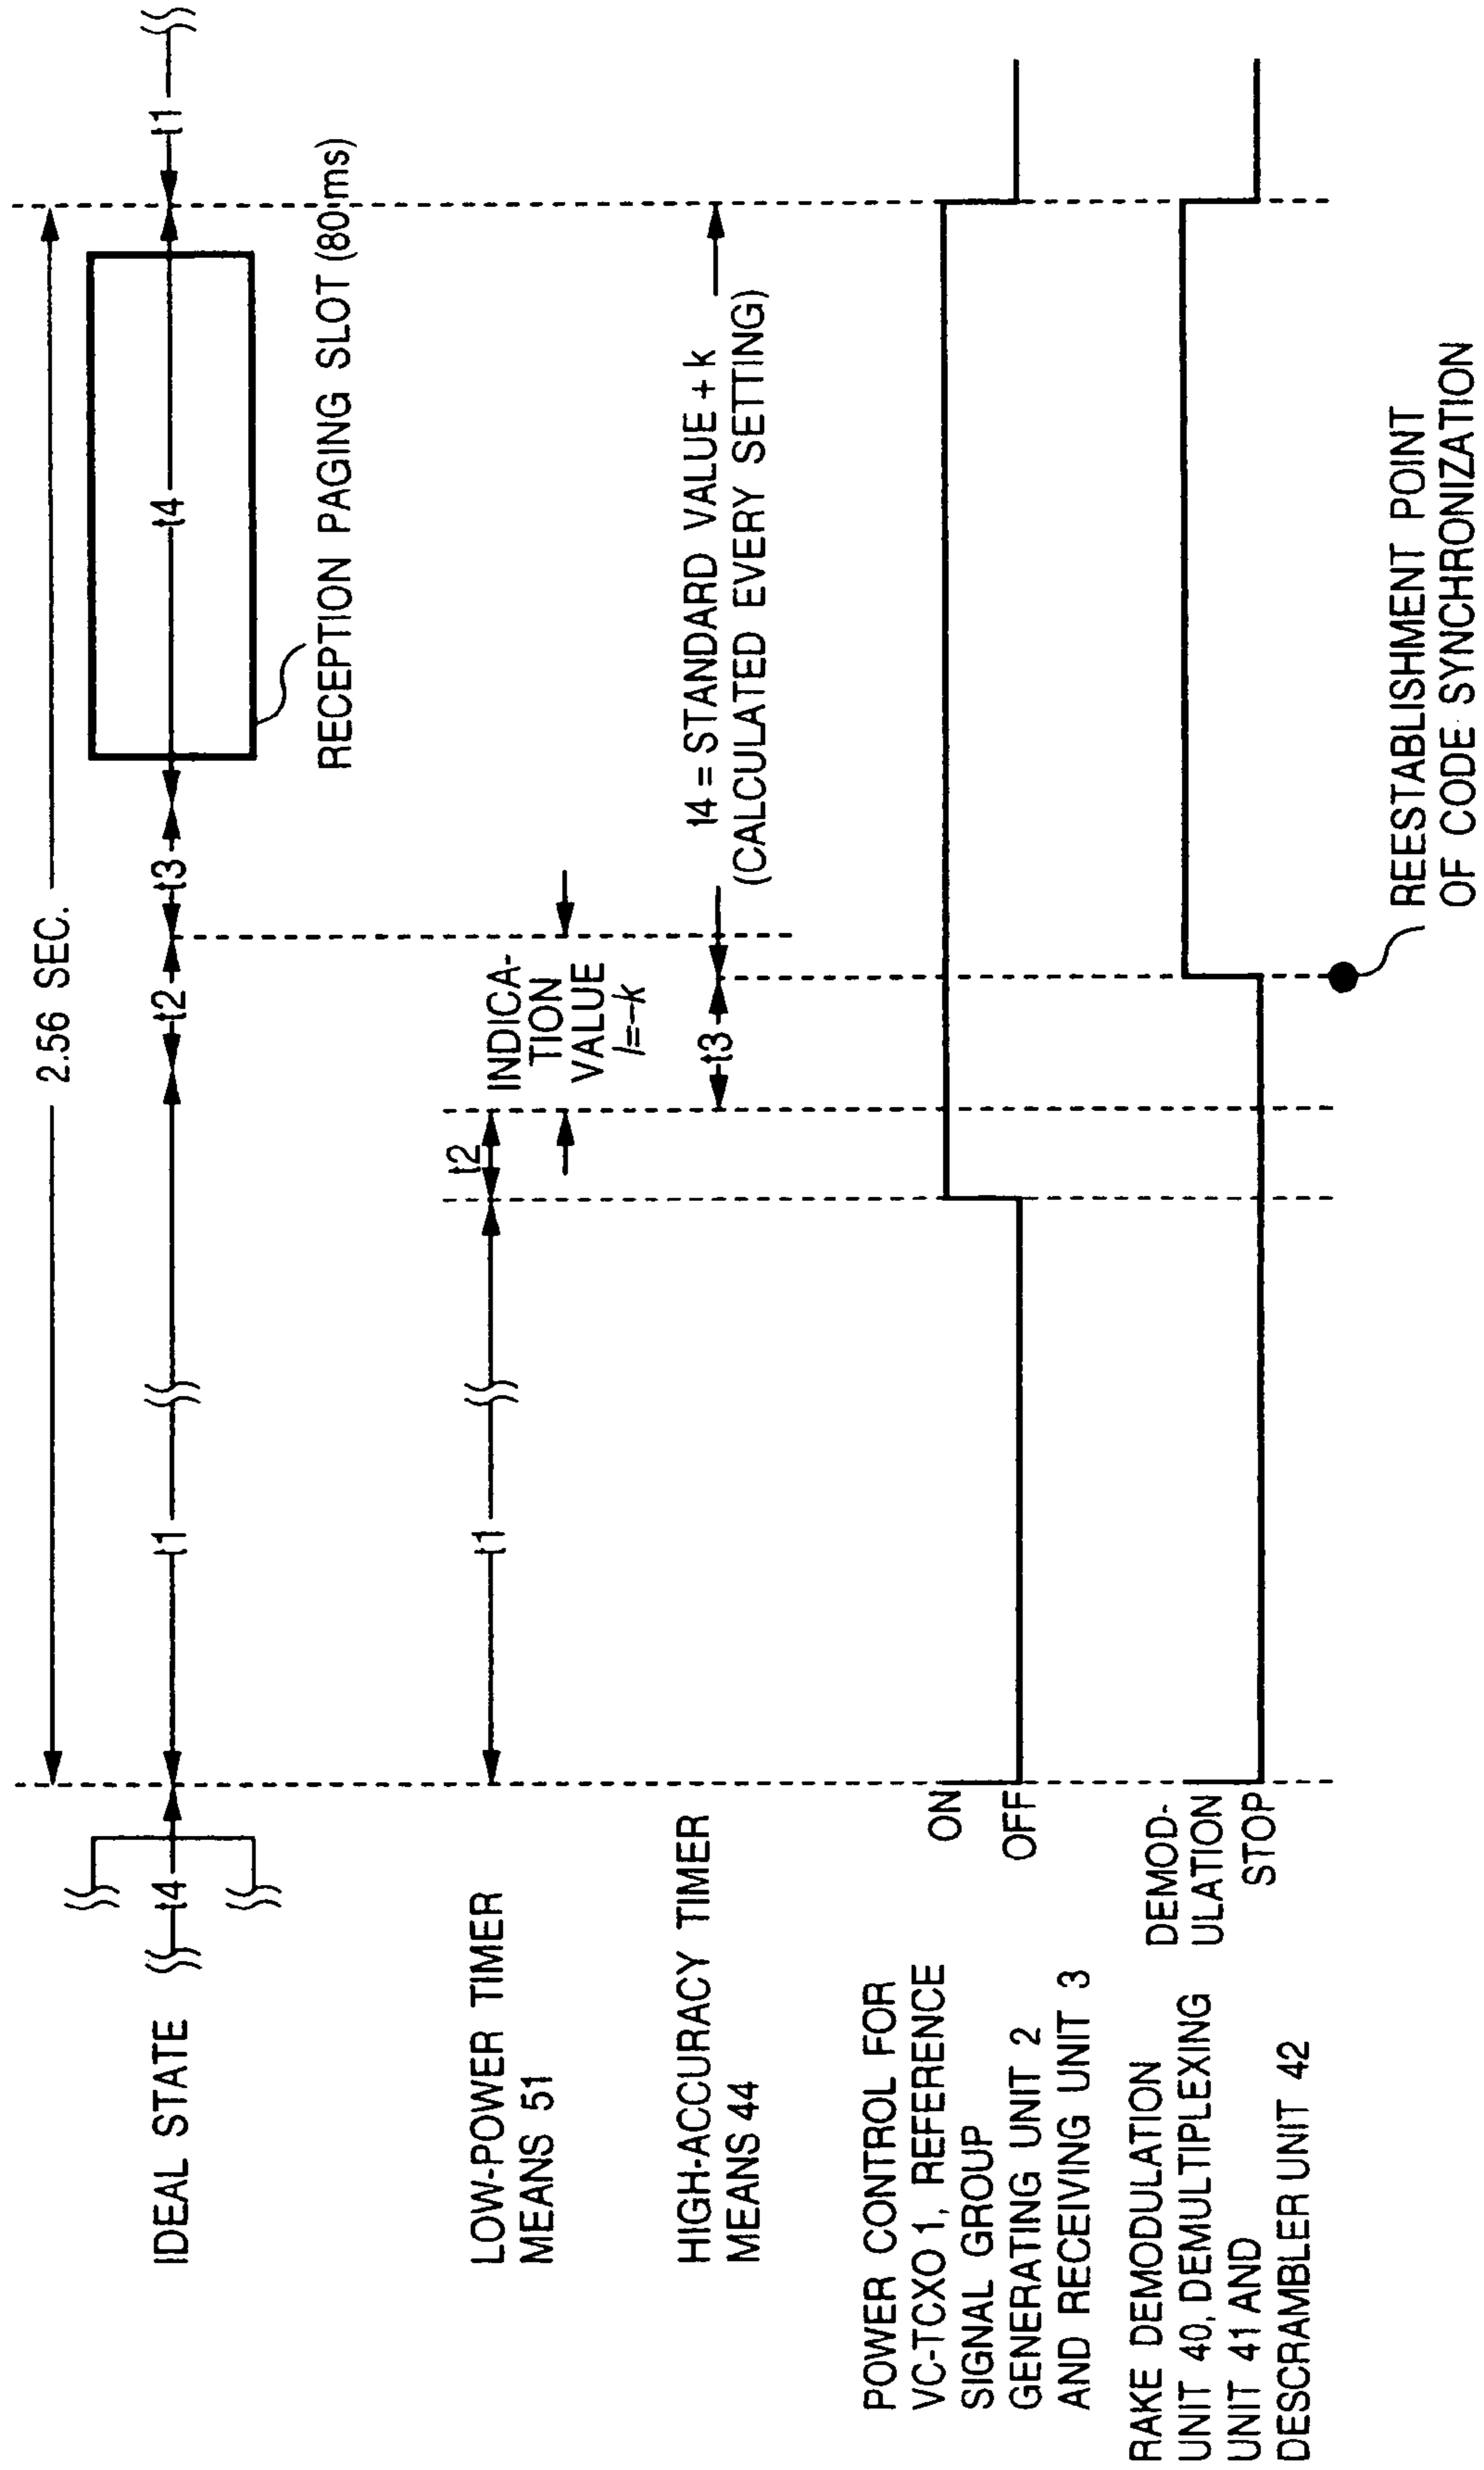 2.56 SEC.
IDEAL STATE
t4
t1
t2
t3
t4
t1
RECEPTION PAGING SLOT (80 ms)
LOW-POWER TIMER
MEANS 51
t1
t2
INDICA-
TION
VALUE
l=-k
HIGH-ACCURACY TIMER
MEANS 44
t3
t4 = STANDARD VALUE + k
(CALCULATED EVERY SETTING)
POWER CONTROL FOR
VC-TCXO 1, REFERENCE
SIGNAL GROUP
GENERATING UNIT 2
AND RECEIVING UNIT 3
ON
OFF
RAKE DEMODULATION
UNIT 40, DEMULTIPLEXING
UNIT 41 AND
DESCRAMBLER UNIT 42
DEMOD-
ULATION
STOP
REESTABLISHMENT POINT
OF CODE SYNCHRONIZATION